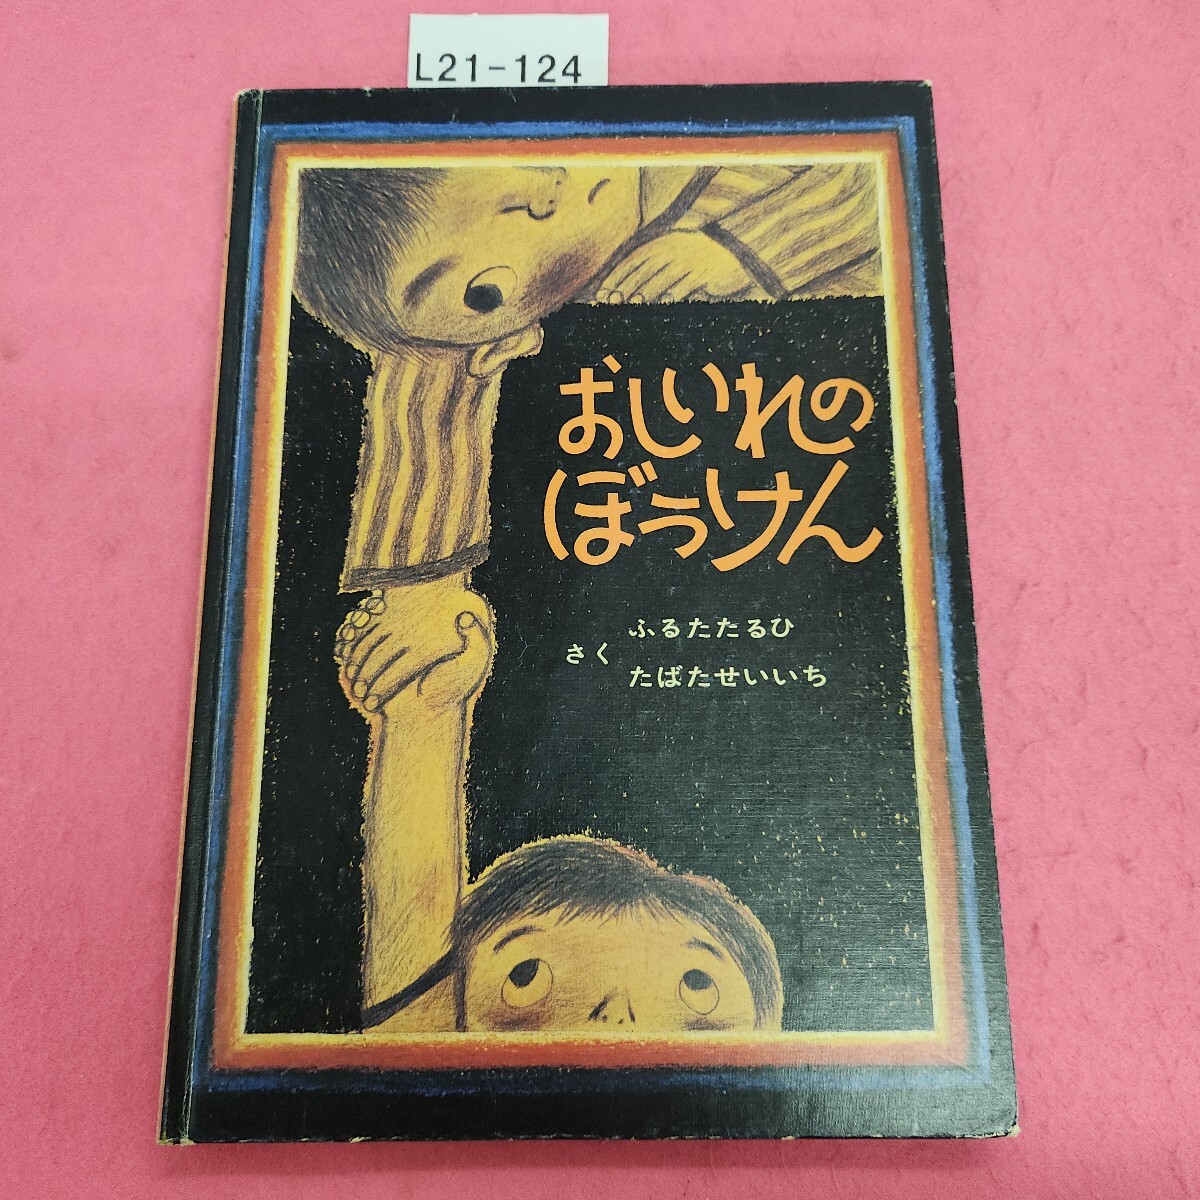 L21-124
おしいれの
ぼうけん
さく
ふるたたるひ
たばたせいいち